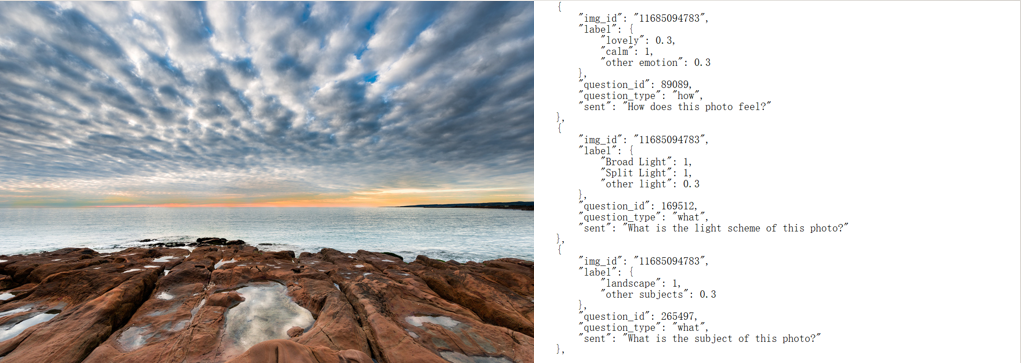 {
"img_id": "11685094783",
"label": {
"lovely": 0.3,
"calm": 1,
"other emotion": 0.3
},
"question_id": 89089,
"question_type": "how",
"sent": "How does this photo feel?"
},
{
"img_id": "11685094783",
"label": {
"Broad Light": 1,
"Split Light": 1,
"other light": 0.3
},
"question_id": 169512,
"question_type": "what",
"sent": "What is the light scheme of this photo?"
},
{
"img_id": "11685094783",
"label": {
"landscape": 1,
"other subjects": 0.3
},
"question_id": 265497,
"question_type": "what",
"sent": "What is the subject of this photo?"
},